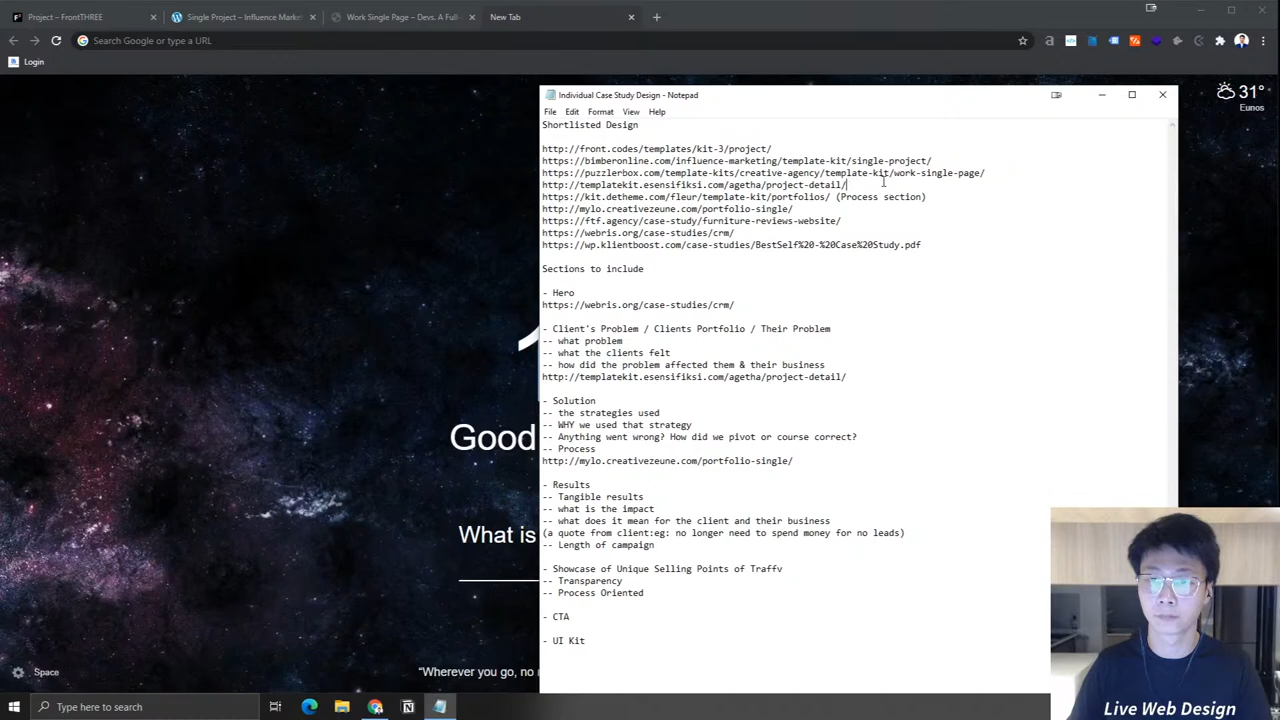 Project – FrontTHREE
Single Project – Influence Marke
Work Single Page – Devs. A Full
New Tab
Search Google or type a URL
Login
31°
Eunos
Individual Case Study Design - Notepad
File Edit Format View Help
Shortlisted Design
http://front.codes/templates/kit-3/project/
https://bimberonline.com/influence-marketing/template-kit/single-project/
https://puzzlerbox.com/template-kits/creative-agency/template-kit/work-single-page/
http://templatekit.esensifiksi.com/agetha/project-detail/
https://kit.detheme.com/fleur/template-kit/portfolios/ (Process section)
http://mylo.creativezeune.com/portfolio-single/
https://ftf.agency/case-study/furniture-reviews-website/
https://webris.org/case-studies/crm/
https://wp.klientboost.com/case-studies/BestSelf%20-%20Case%20Study.pdf
Sections to include
- Hero
https://webris.org/case-studies/crm/
- Client's Problem / Clients Portfolio / Their Problem
-- what problem
-- what the clients felt
-- how did the problem affected them & their business
http://templatekit.esensifiksi.com/agetha/project-detail/
- Solution
-- the strategies used
-- WHY we used that strategy
-- Anything went wrong? How did we pivot or course correct?
-- Process
http://mylo.creativezeune.com/portfolio-single/
- Results
-- Tangible results
-- what is the impact
-- what does it mean for the client and their business
(a quote from client:eg: no longer need to spend money for no leads)
-- Length of campaign
- Showcase of Unique Selling Points of Traffv
-- Transparency
-- Process Oriented
- CTA
- UI Kit
Good
What is
"Wherever you go, no
Space
Type here to search
Live Web Design